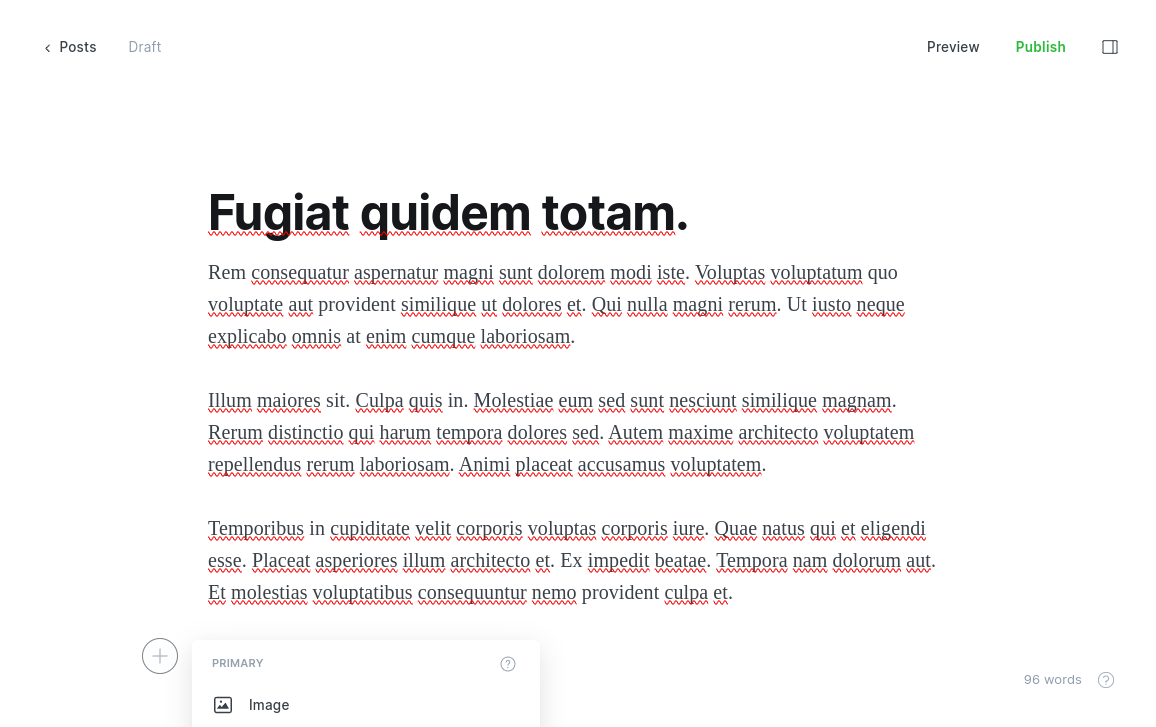 Posts Draft Preview Publish
Fugiat quidem totam.
Rem consequatur aspernatur magni sunt dolorem modi iste. Voluptas voluptatum quo
voluptate aut provident similique ut dolores et. Qui nulla magni rerum. Ut iusto neque
explicabo omnis at enim cumque laboriosam.
Illum maiores sit. Culpa quis in. Molestiae eum sed sunt nesciunt similique magnam.
Rerum distinctio qui harum tempora dolores sed. Autem maxime architecto voluptatem
repellendus rerum laboriosam. Animi placeat accusamus voluptatem.
Temporibus in cupiditate velit corporis voluptas corporis iure. Quae natus qui et eligendi
esse. Placeat asperiores illum architecto et. Ex impedit beatae. Tempora nam dolorum aut.
Et molestias voluptatibus consequuntur nemo provident culpa et.
PRIMARY
96 words
Image